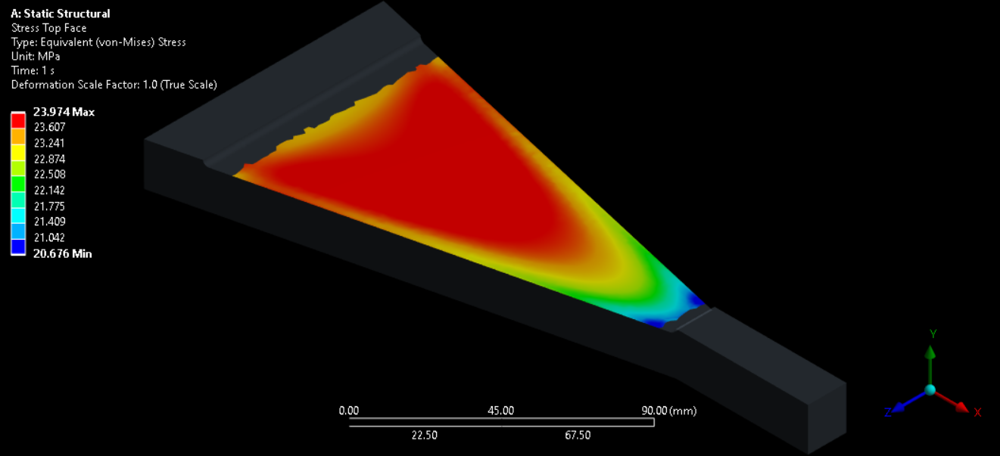 A: Static Structural
Stress Top Face
Type: Equivalent (von-Mises) Stress
Unit: MPa
Time: 1 s
Deformation Scale Factor: 1.0 (True Scale)
23.974 Max
23.607
23.241
22.874
22.508
22.142
21.775
21.409
21.042
20.676 Min
0.00 45.00 90.00 (mm)
22.50 67.50
Y
Z X